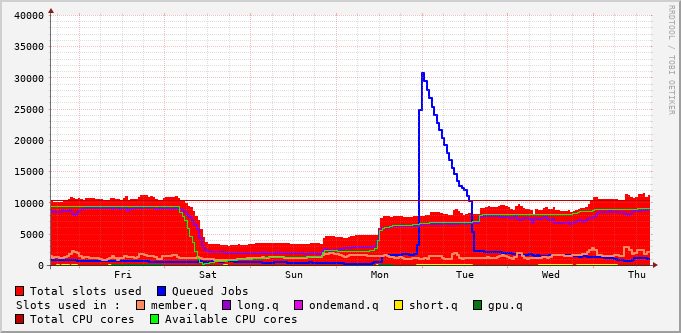 40000
35000
30000
25000
20000
15000
10000
5000
0
Fri Sat Sun Mon Tue Wed Thu
RRDTOOL / TOBI OETIKER
Total slots used Queued Jobs
Slots used in : member.q long.q ondemand.q short.q gpu.q
Total CPU cores Available CPU cores